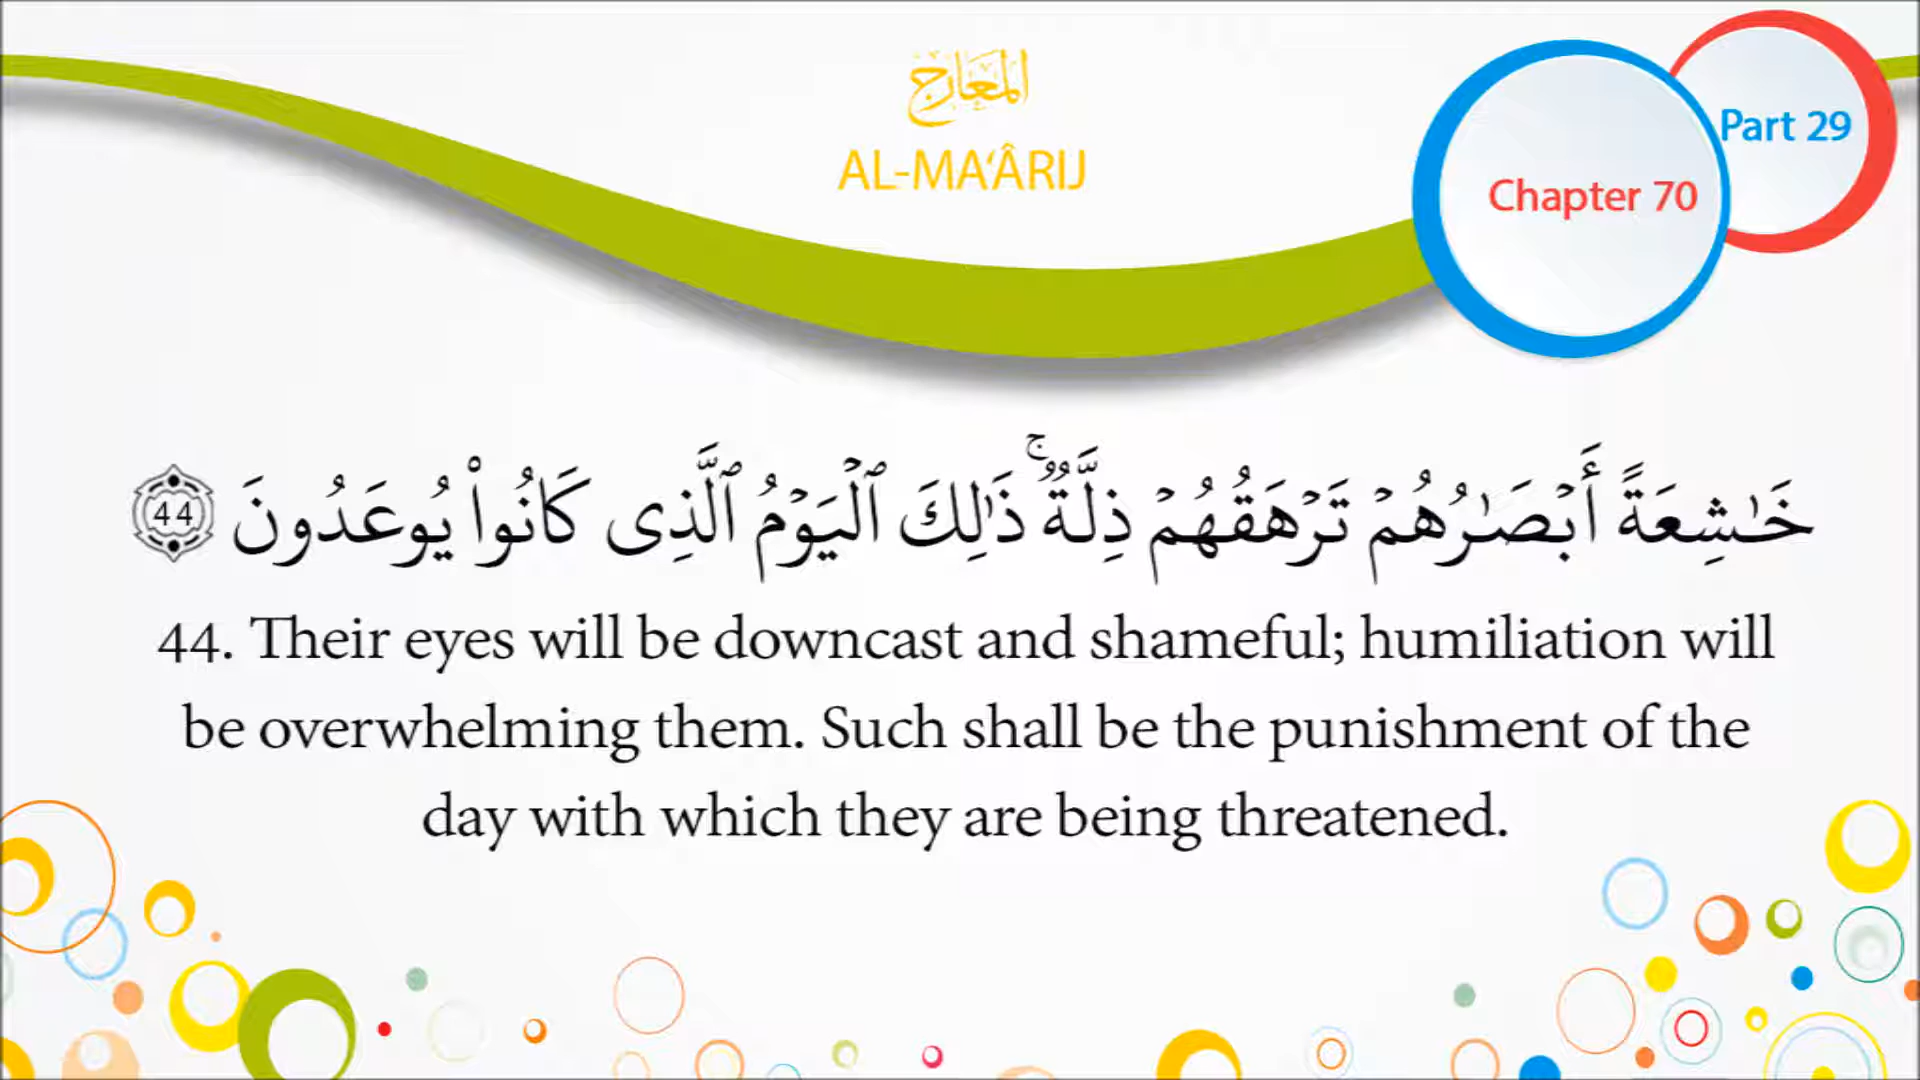 المعارج
AL-MA‘ÂRIJ
Part 29
Chapter 70
خَـٰشِعَةً أَبْصَـٰرُهُمْ تَرْهَقُهُمْ ذِلَّةٌۭ ۚ ذَٰلِكَ ٱلْيَوْمُ ٱلَّذِى كَانُوا۟ يُوعَدُونَ 44
44. Their eyes will be downcast and shameful; humiliation will
be overwhelming them. Such shall be the punishment of the
day with which they are being threatened.